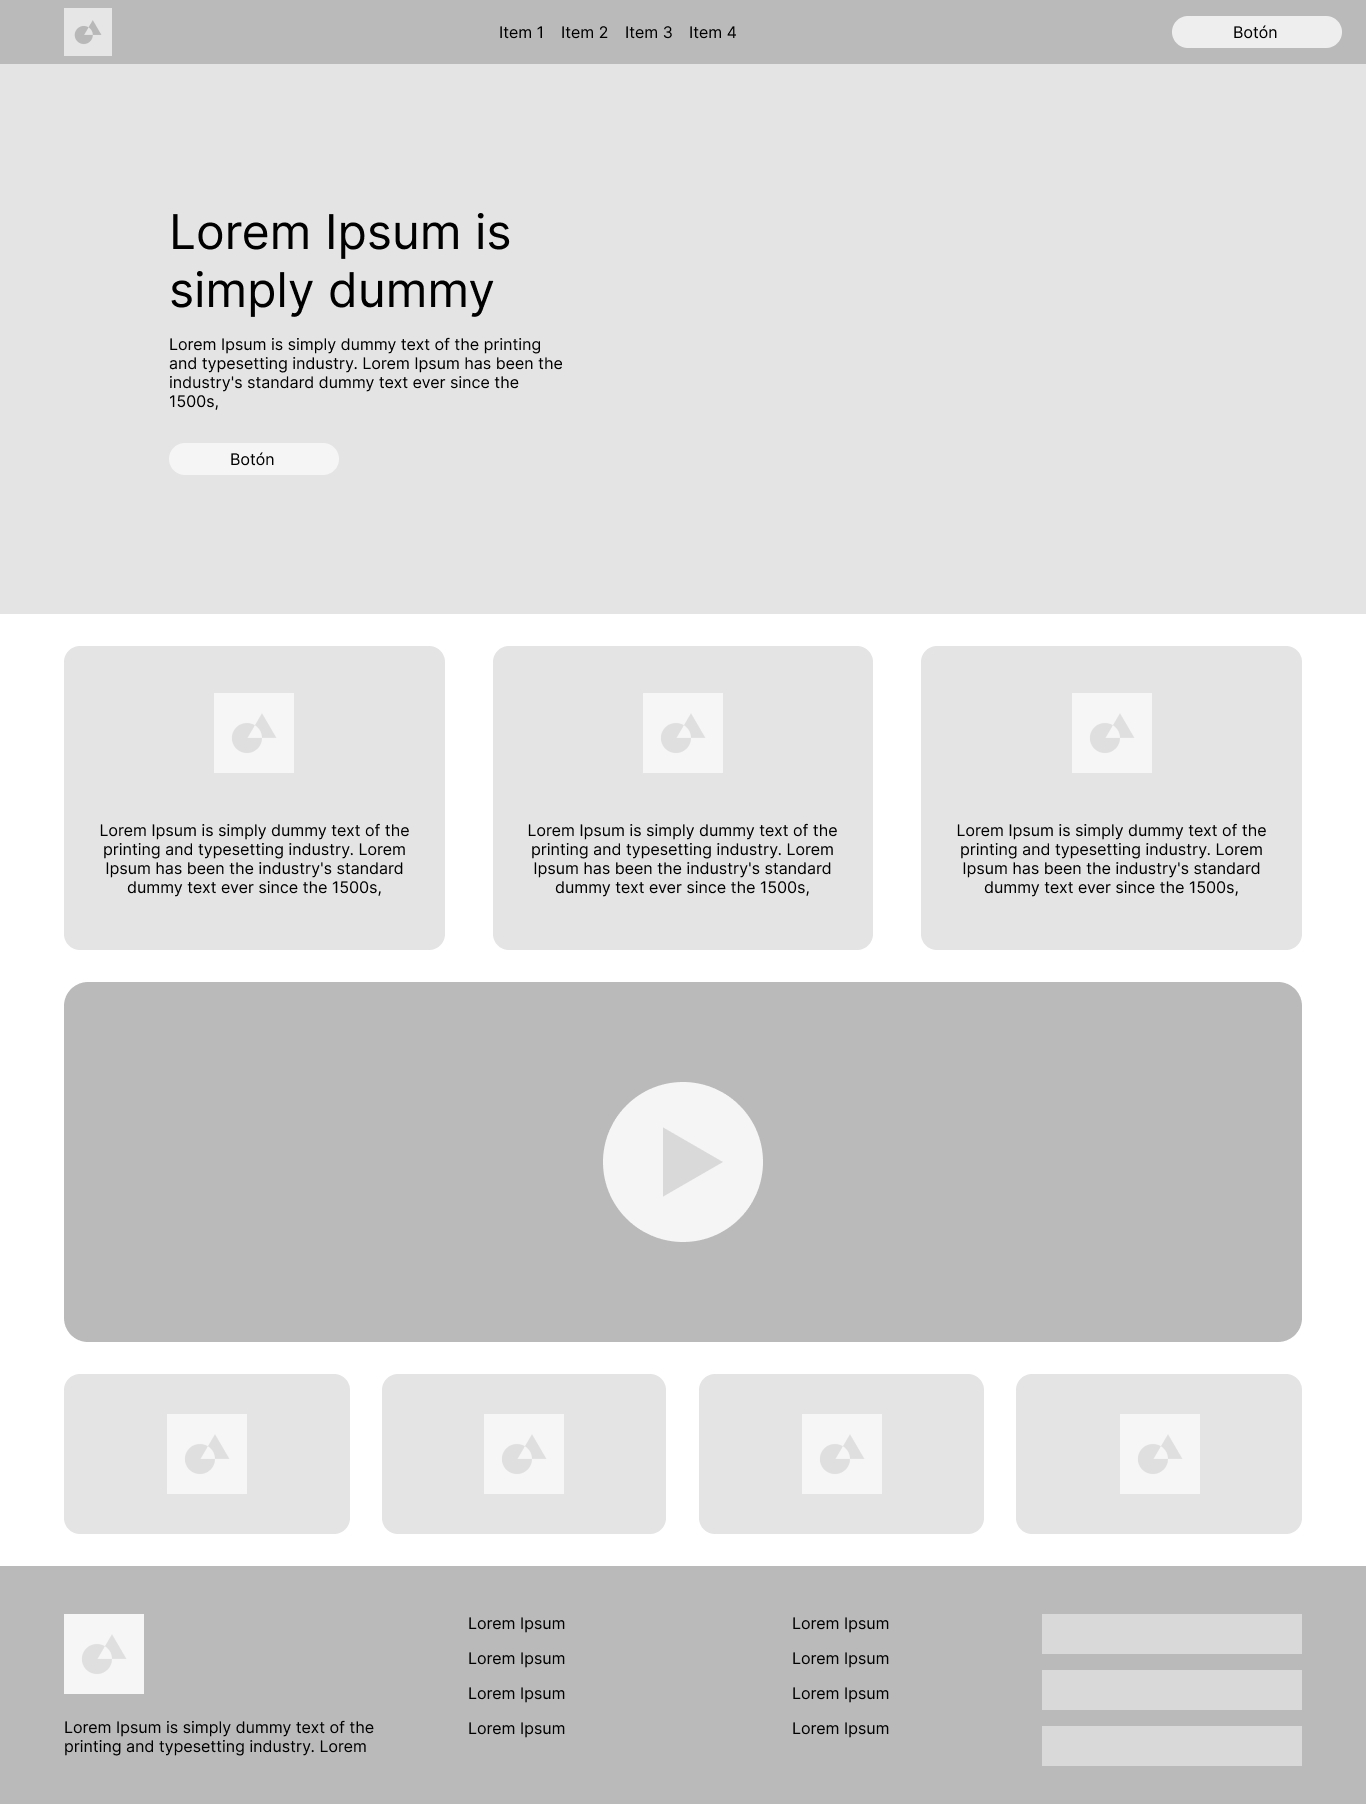 Item 1 Item 2 Item 3 Item 4 Botón
Lorem Ipsum is
simply dummy
Lorem Ipsum is simply dummy text of the printing
and typesetting industry. Lorem Ipsum has been the
industry's standard dummy text ever since the
1500s,
Botón
Lorem Ipsum is simply dummy text of the
printing and typesetting industry. Lorem
Ipsum has been the industry's standard
dummy text ever since the 1500s,
Lorem Ipsum is simply dummy text of the
printing and typesetting industry. Lorem
Ipsum has been the industry's standard
dummy text ever since the 1500s,
Lorem Ipsum is simply dummy text of the
printing and typesetting industry. Lorem
Ipsum has been the industry's standard
dummy text ever since the 1500s,
Lorem Ipsum is simply dummy text of the
printing and typesetting industry. Lorem
Lorem Ipsum
Lorem Ipsum
Lorem Ipsum
Lorem Ipsum
Lorem Ipsum
Lorem Ipsum
Lorem Ipsum
Lorem Ipsum